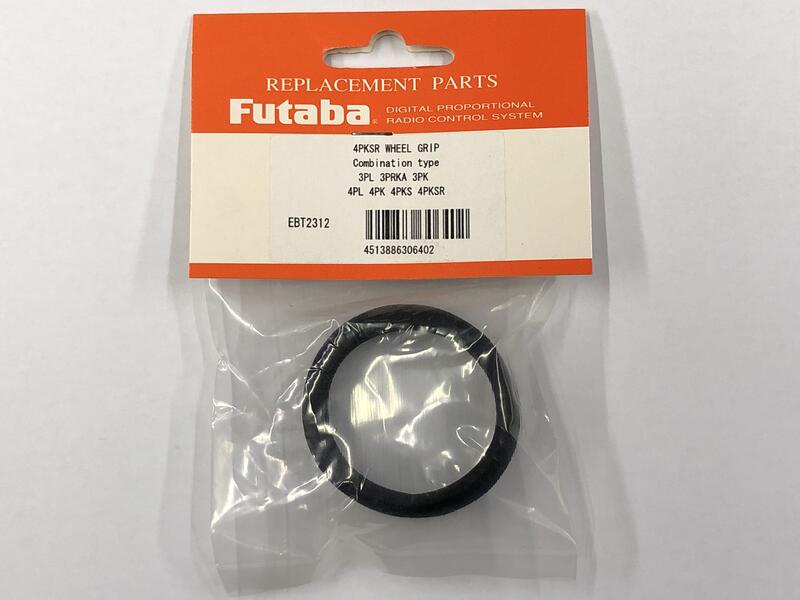 REPLACEMENT PARTS
Futaba®
DIGITAL PROPORTIONAL
RADIO CONTROL SYSTEM
4PKSR WHEEL GRIP
Combination type
3PL 3PRKA 3PK
4PL 4PK 4PKS 4PKSR
EBT2312
4513886306402